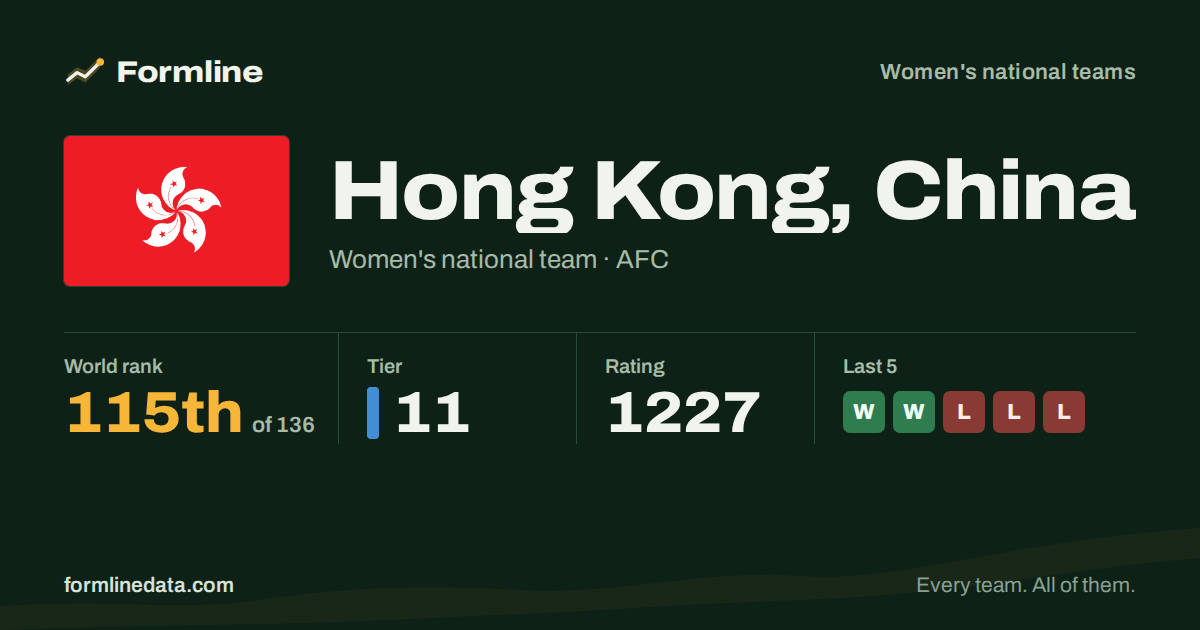 Formline
Women's national teams
Hong Kong, China
Women's national team · AFC
World rank
115th of 136
Tier
11
Rating
1227
Last 5
W W L L L
formlinedata.com
Every team. All of them.